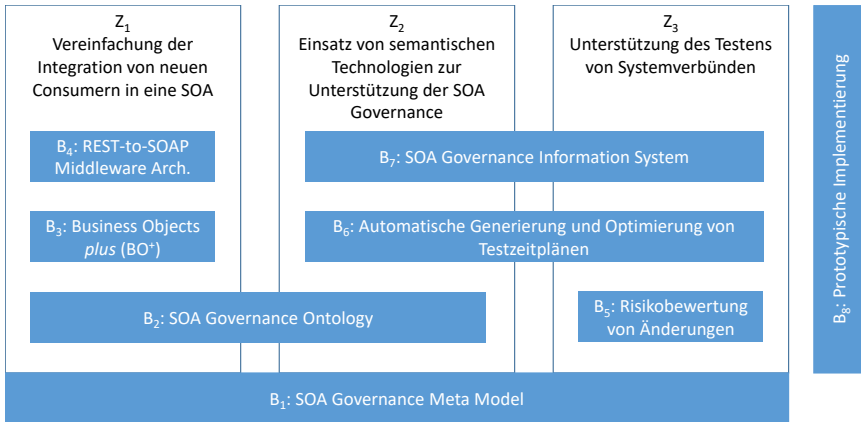 Z₁
Vereinfachung der
Integration von neuen
Consumern in eine SOA
Z₂
Einsatz von semantischen
Technologien zur
Unterstützung der SOA
Governance
Z₃
Unterstützung des Testens
von Systemverbünden
B₄: REST-to-SOAP
Middleware Arch.
B₇: SOA Governance Information System
B₃: Business Objects
plus (BO⁺)
B₆: Automatische Generierung und Optimierung von
Testzeitplänen
B₂: SOA Governance Ontology
B₅: Risikobewertung
von Änderungen
B₁: SOA Governance Meta Model
B₈: Prototypische Implementierung